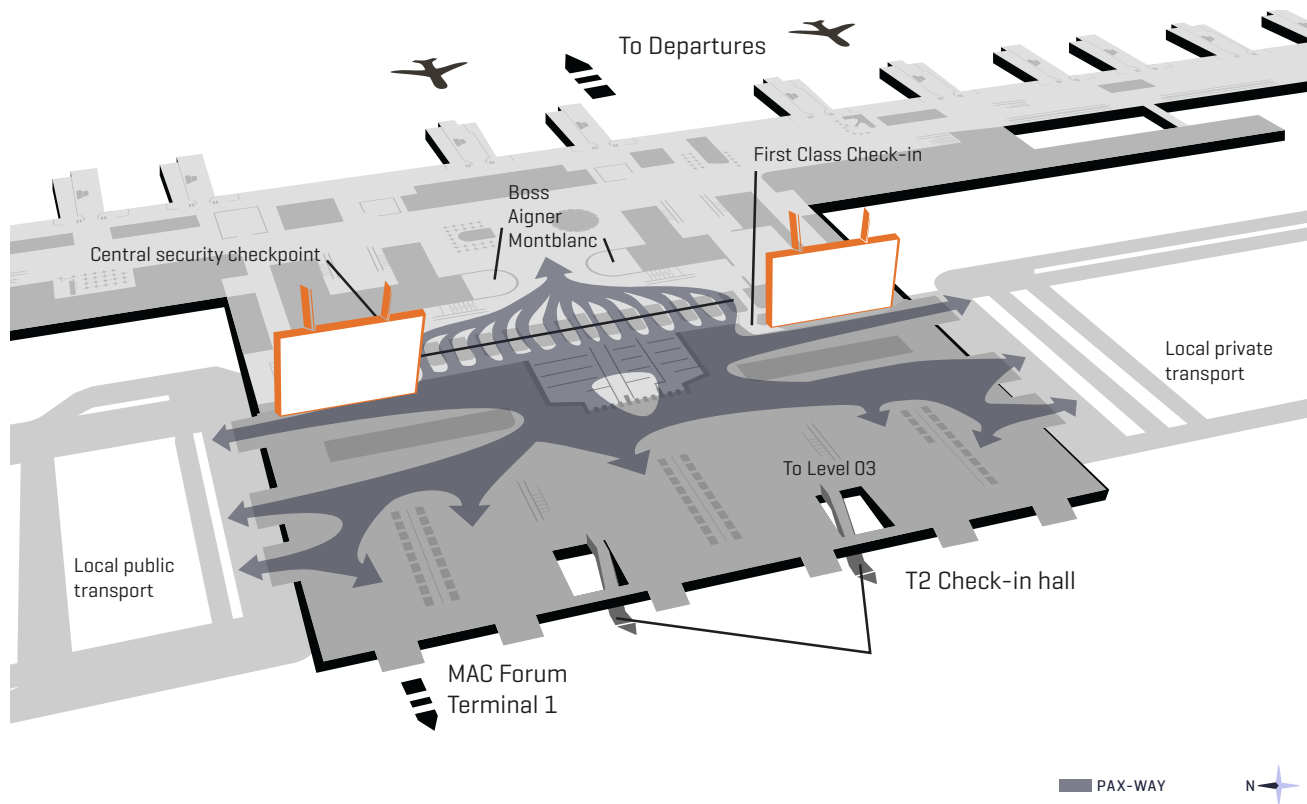 To Departures
First Class Check-in
Boss
Aigner
Montblanc
Central security checkpoint
Local private
transport
To Level 03
Local public
transport
T2 Check-in hall
MAC Forum
Terminal 1
PAX-WAY
N